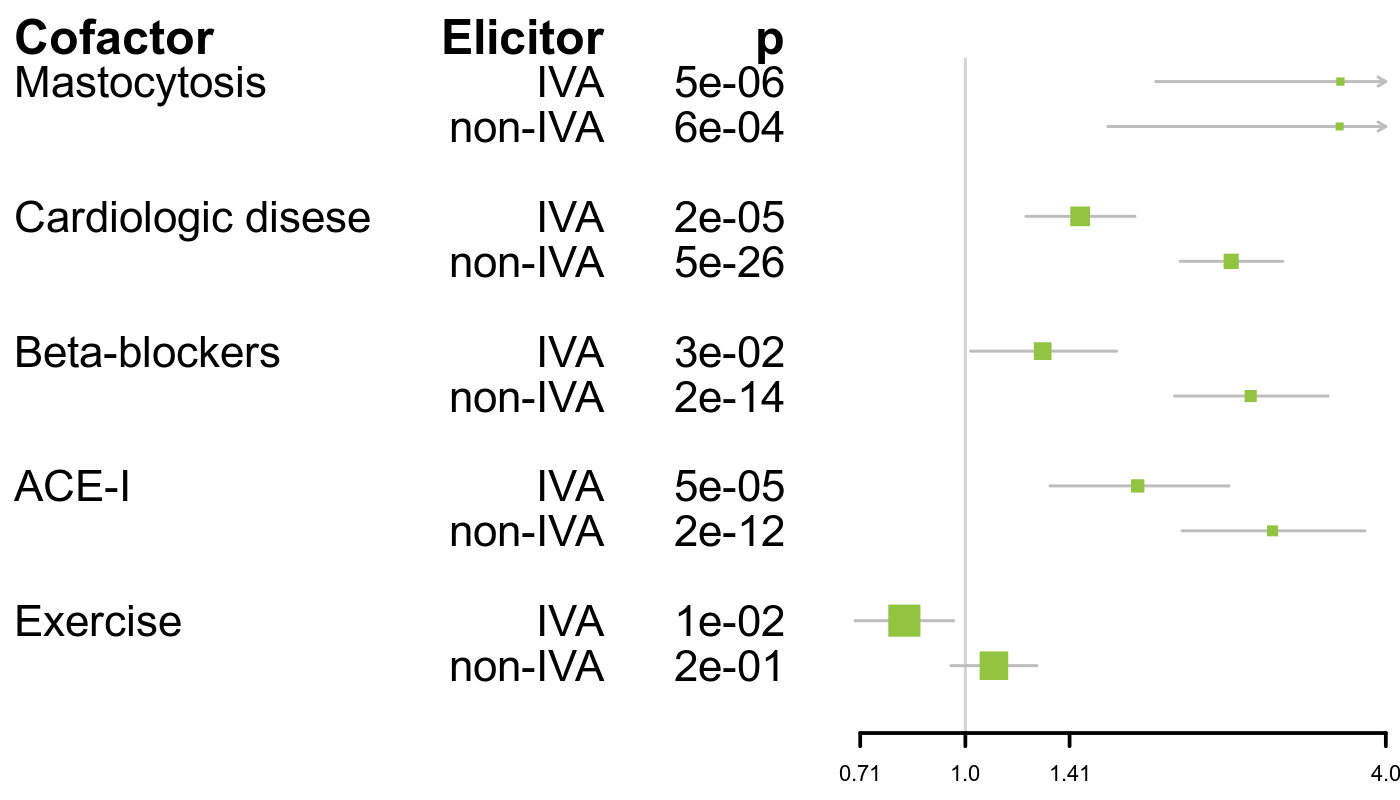 Cofactor Elicitor p
Mastocytosis IVA 5e-06
non-IVA 6e-04
Cardiologic disese IVA 2e-05
non-IVA 5e-26
Beta-blockers IVA 3e-02
non-IVA 2e-14
ACE-I IVA 5e-05
non-IVA 2e-12
Exercise IVA 1e-02
non-IVA 2e-01
0.71 1.0 1.41 4.0